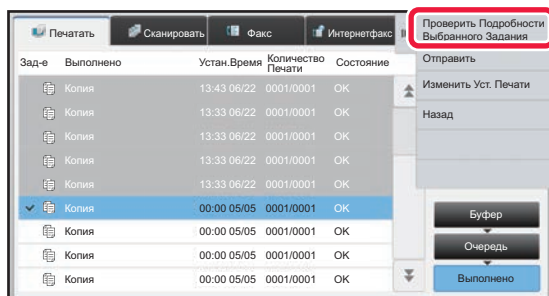 Печатать
Сканировать
Факс
Интернетфакс
Проверить Подробности
Выбранного Задания
Зад-е Выполнено Устан.Время Количество Печати Состояние
Отправить
Копия 13:43 06/22 0001/0001 OK
Изменить Уст. Печати
Копия 13:33 06/22 0001/0001 OK
Назад
Копия 13:33 06/22 0001/0001 OK
Копия 13:33 06/22 0001/0001 OK
Копия 13:33 06/22 0001/0001 OK
Копия 00:00 05/05 0001/0001 OK
Буфер
Копия 00:00 05/05 0001/0001 OK
Очередь
Копия 00:00 05/05 0001/0001 OK
Копия 00:00 05/05 0001/0001 OK
Выполнено